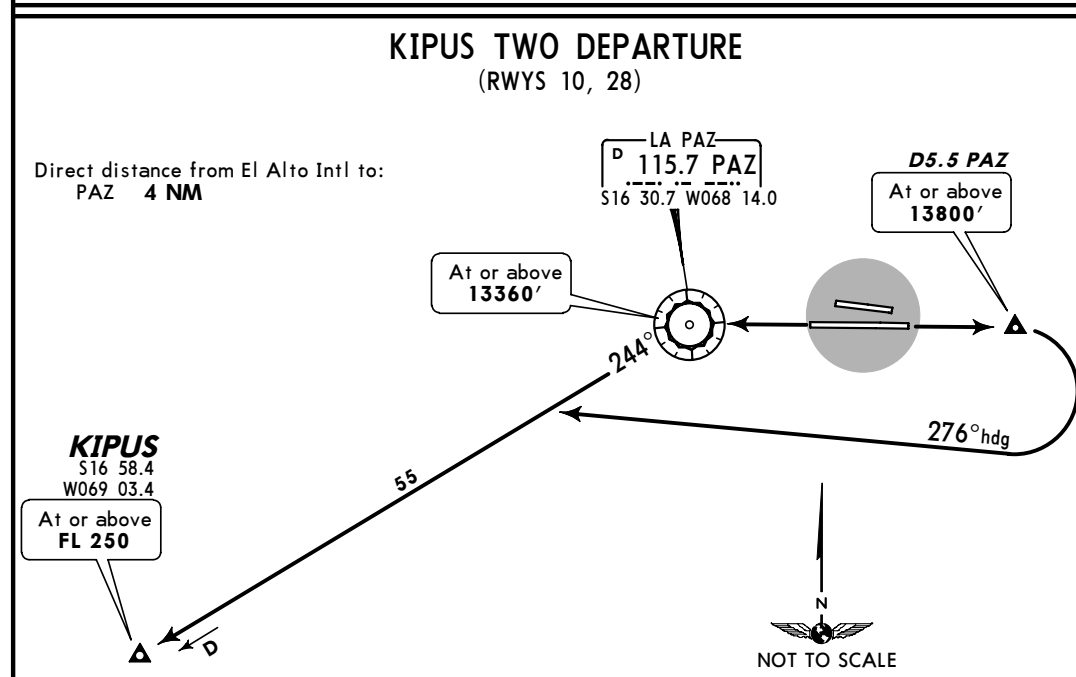 KIPUS TWO DEPARTURE
(RWYS 10, 28)
Direct distance from El Alto Intl to:
PAZ 4 NM
LA PAZ
D 115.7 PAZ
S16 30.7 W068 14.0
D5.5 PAZ
At or above
13800'
At or above
13360'
244°
276° hdg
55
KIPUS
S16 58.4
W069 03.4
At or above
FL 250
D
N
NOT TO SCALE